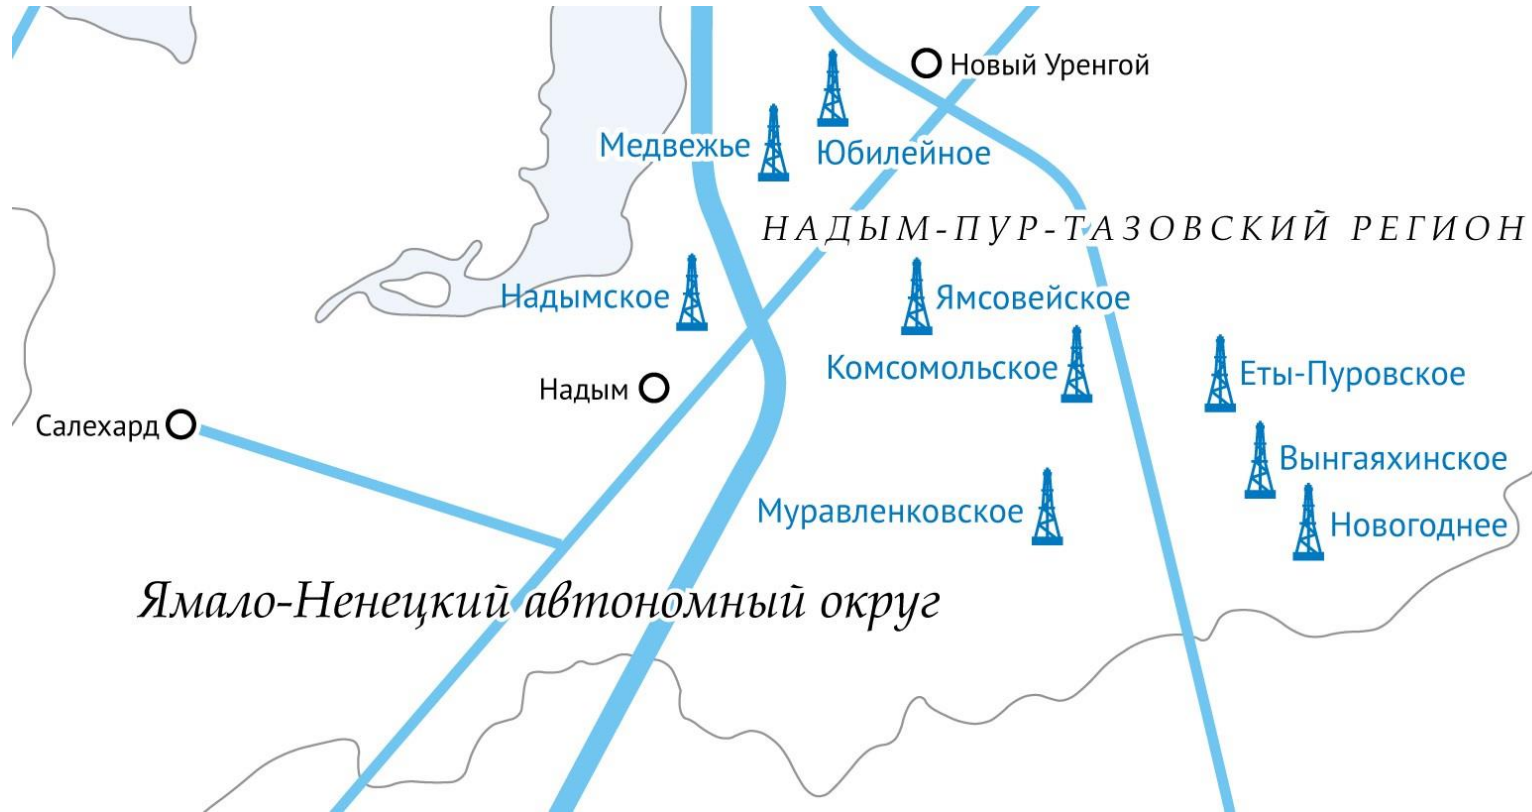 Новый Уренгой
Медвежье
Юбилейное
НАДЫМ-ПУР-ТАЗОВСКИЙ РЕГИОН
Надымское
Ямсовейское
Комсомольское
Еты-Пуровское
Надым
Салехард
Вынгаяхинское
Муравленковское
Новогоднее
Ямало-Ненецкий автономный округ